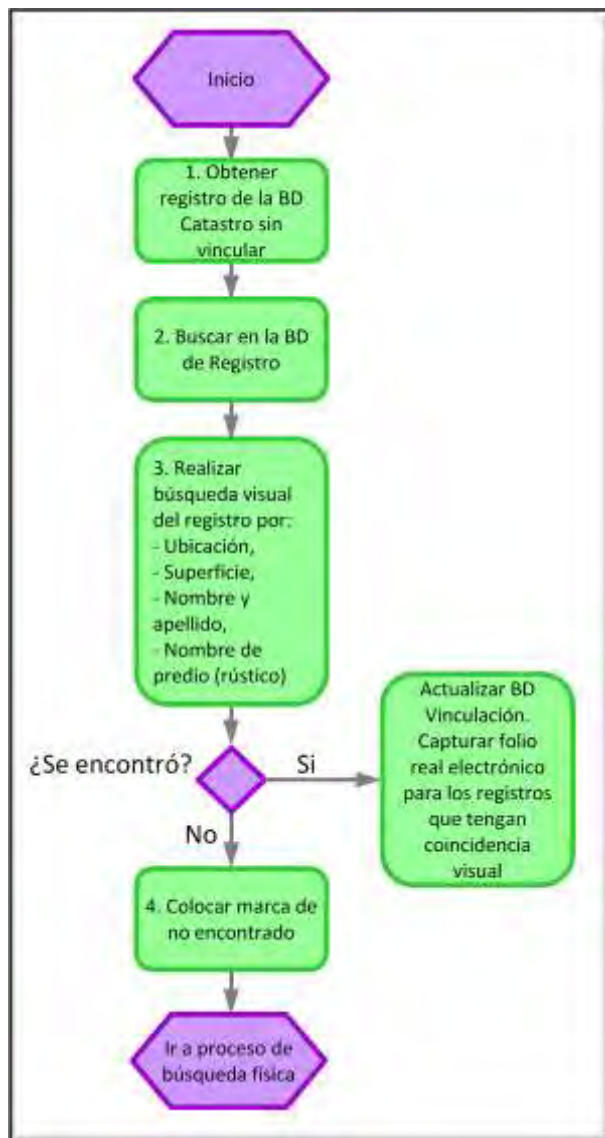 Inicio
1. Obtener
registro de la BD
Catastro sin
vincular
2. Buscar en la BD
de Registro
3. Realizar
búsqueda visual
del registro por:
- Ubicación,
- Superficie,
- Nombre y
apellido,
- Nombre de
predio (rústico)
¿Se encontró?
Si
Actualizar BD
Vinculación.
Capturar folio
real electrónico
para los registros
que tengan
coincidencia
visual
No
4. Colocar marca de
no encontrado
Ir a proceso de
búsqueda física